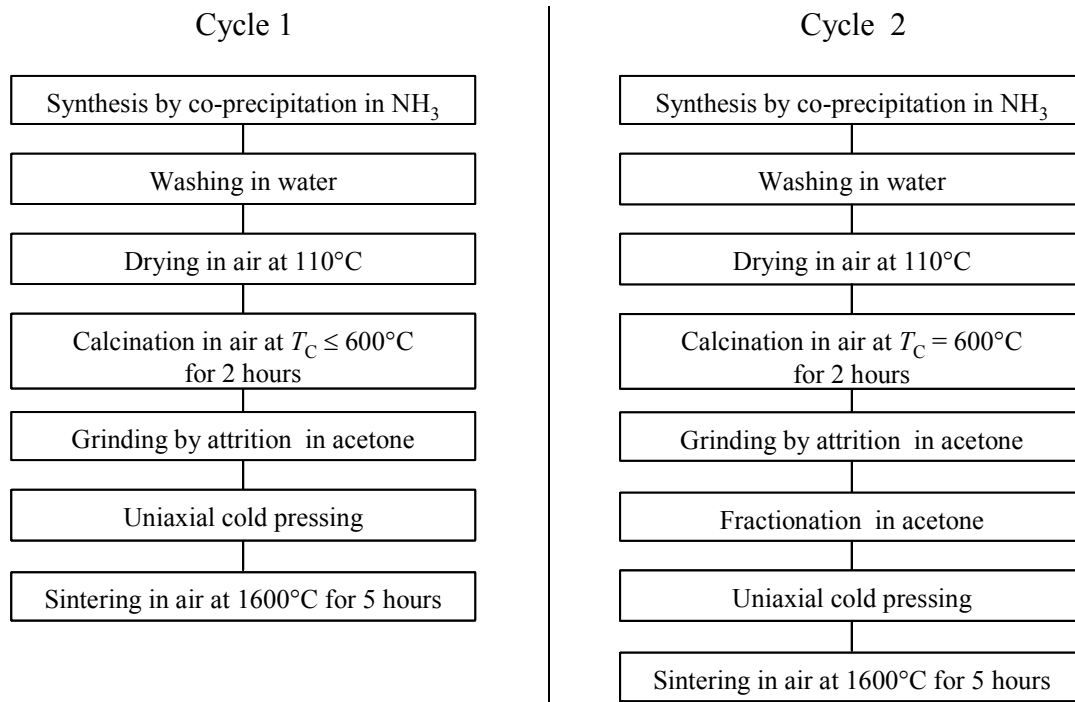 Cycle 1
Synthesis by co-precipitation in NH₃
Washing in water
Drying in air at 110°C
Calcination in air at T_C ≤ 600°C
for 2 hours
Grinding by attrition in acetone
Uniaxial cold pressing
Sintering in air at 1600°C for 5 hours
Cycle 2
Synthesis by co-precipitation in NH₃
Washing in water
Drying in air at 110°C
Calcination in air at T_C = 600°C
for 2 hours
Grinding by attrition in acetone
Fractionation in acetone
Uniaxial cold pressing
Sintering in air at 1600°C for 5 hours